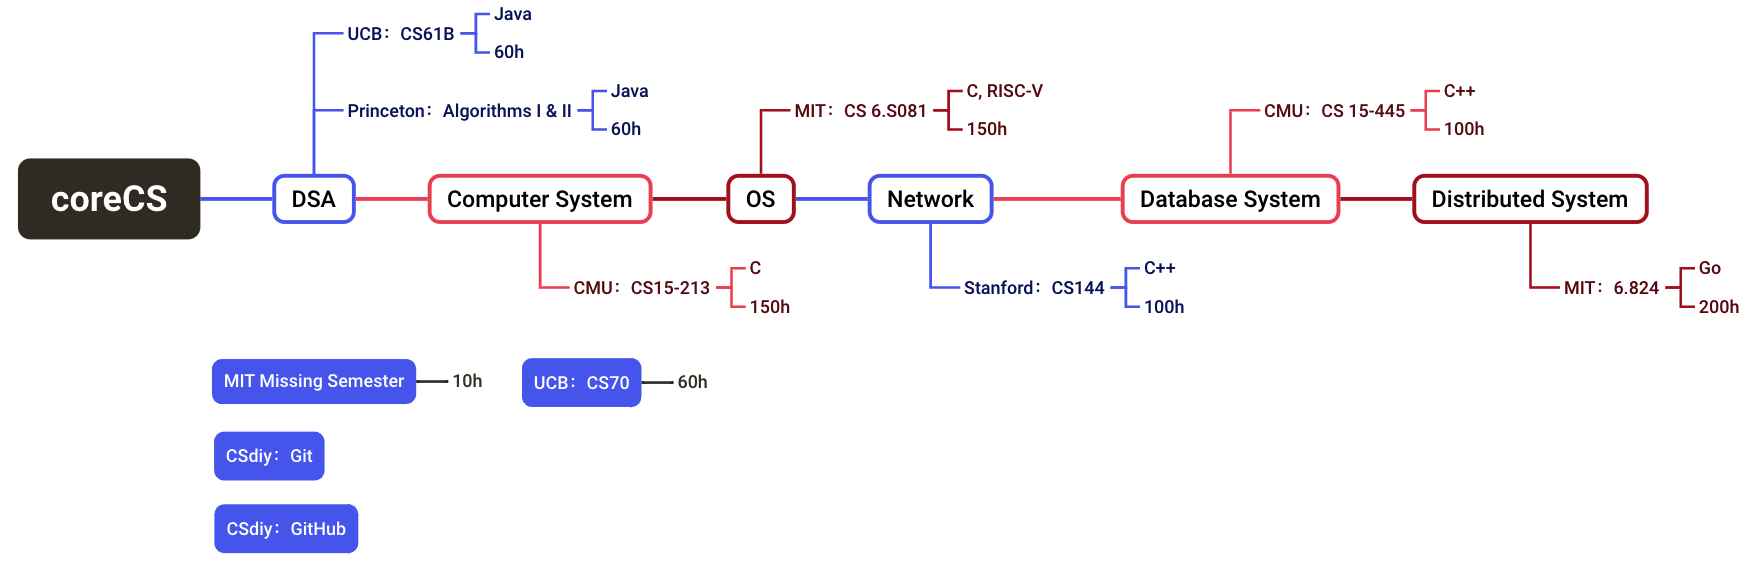 coreCS
DSA
UCB：CS61B
Java
60h
Princeton：Algorithms I & II
Java
60h
Computer System
CMU：CS15-213
C
150h
OS
MIT：CS 6.S081
C, RISC-V
150h
Network
Stanford：CS144
C++
100h
Database System
CMU：CS 15-445
C++
100h
Distributed System
MIT：6.824
Go
200h
MIT Missing Semester
10h
UCB：CS70
60h
CSdiy：Git
CSdiy：GitHub